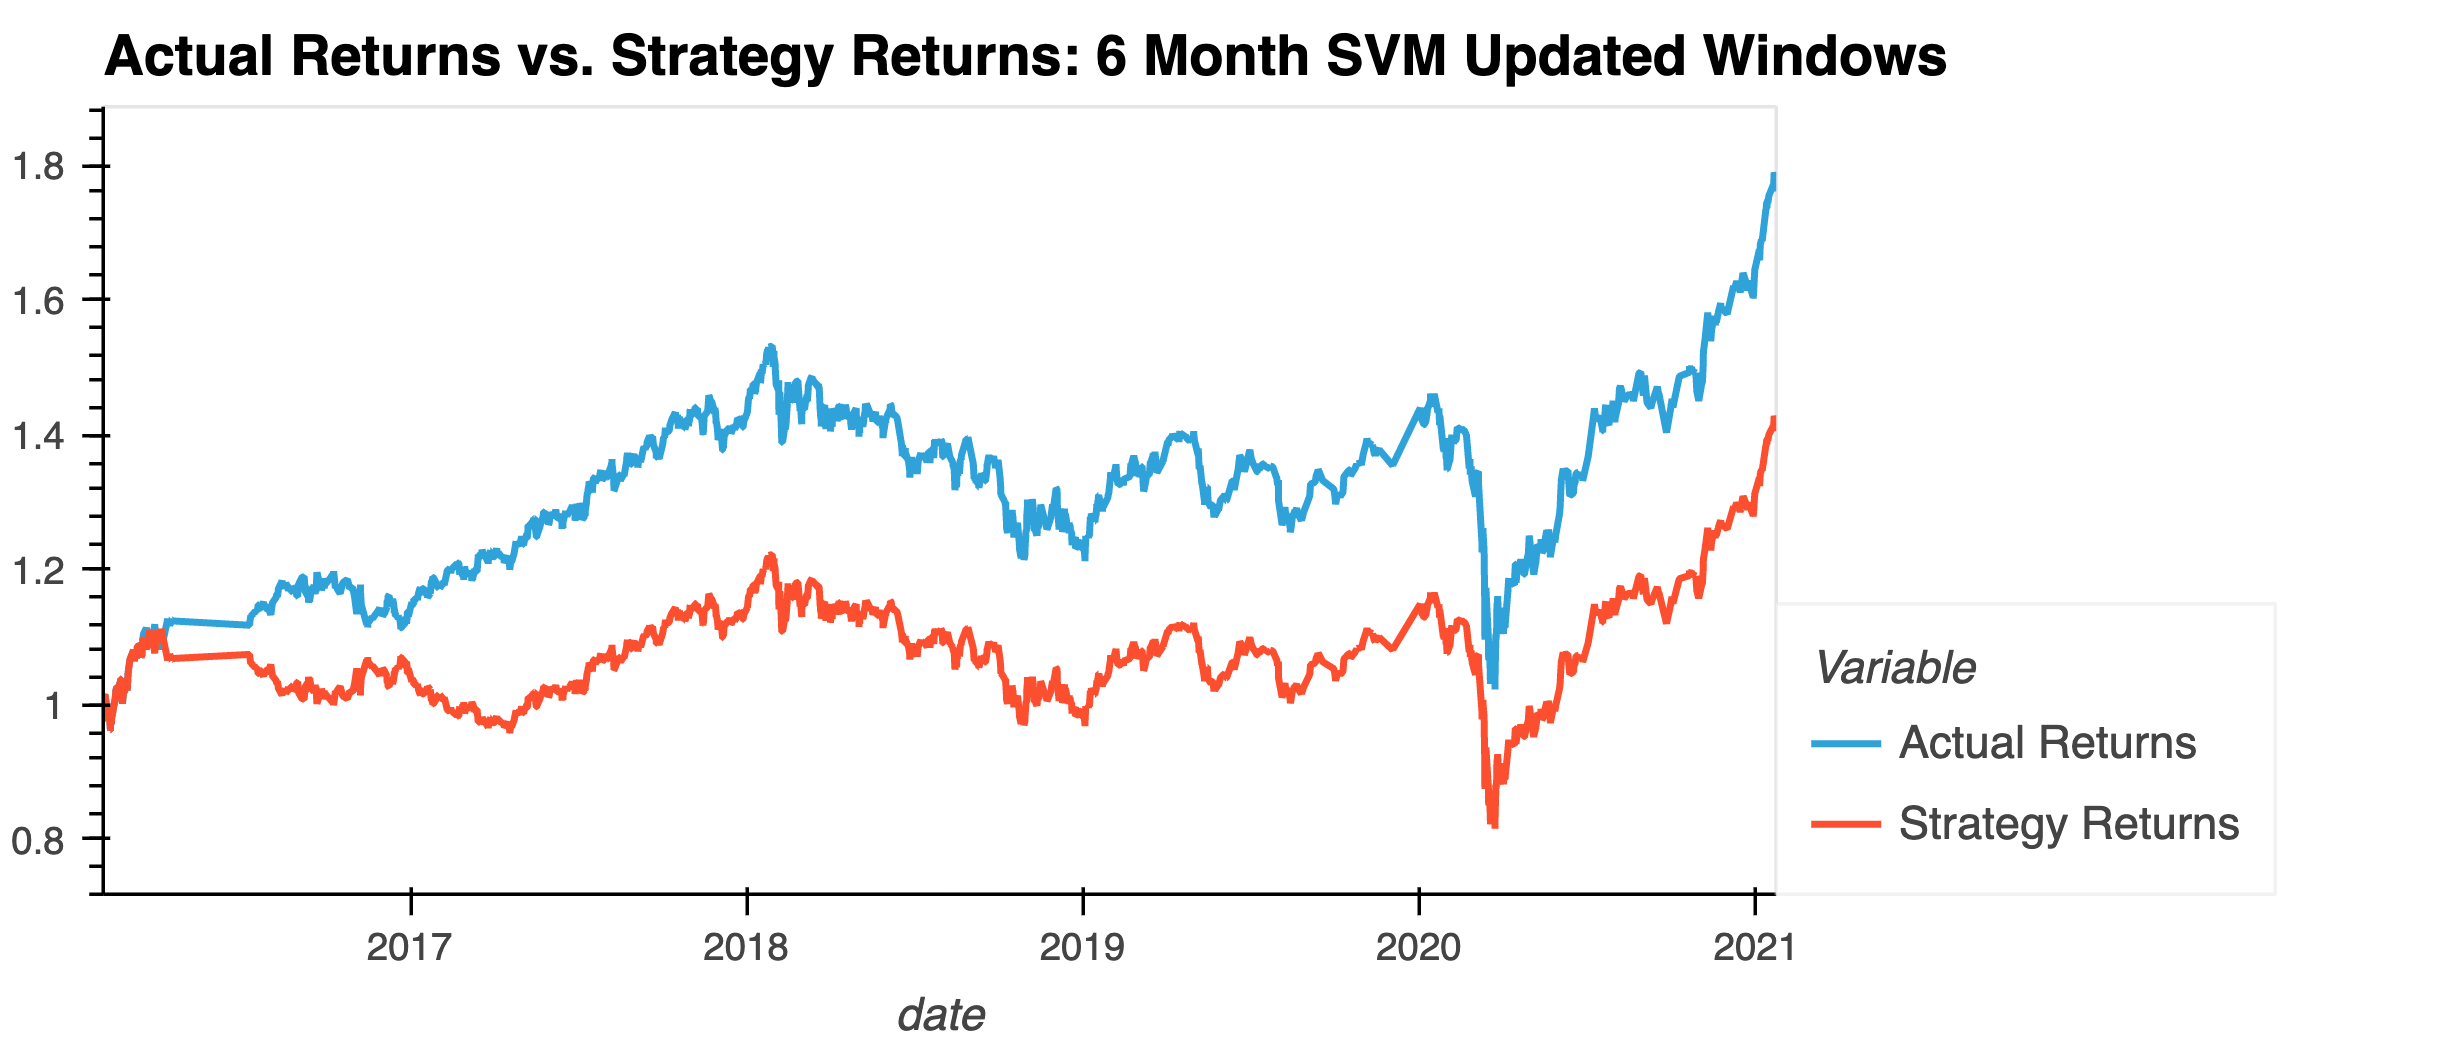 Actual Returns vs. Strategy Returns: 6 Month SVM Updated Windows
1.8
1.6
1.4
1.2
1
0.8
2017 2018 2019 2020 2021
date
Variable
Actual Returns
Strategy Returns